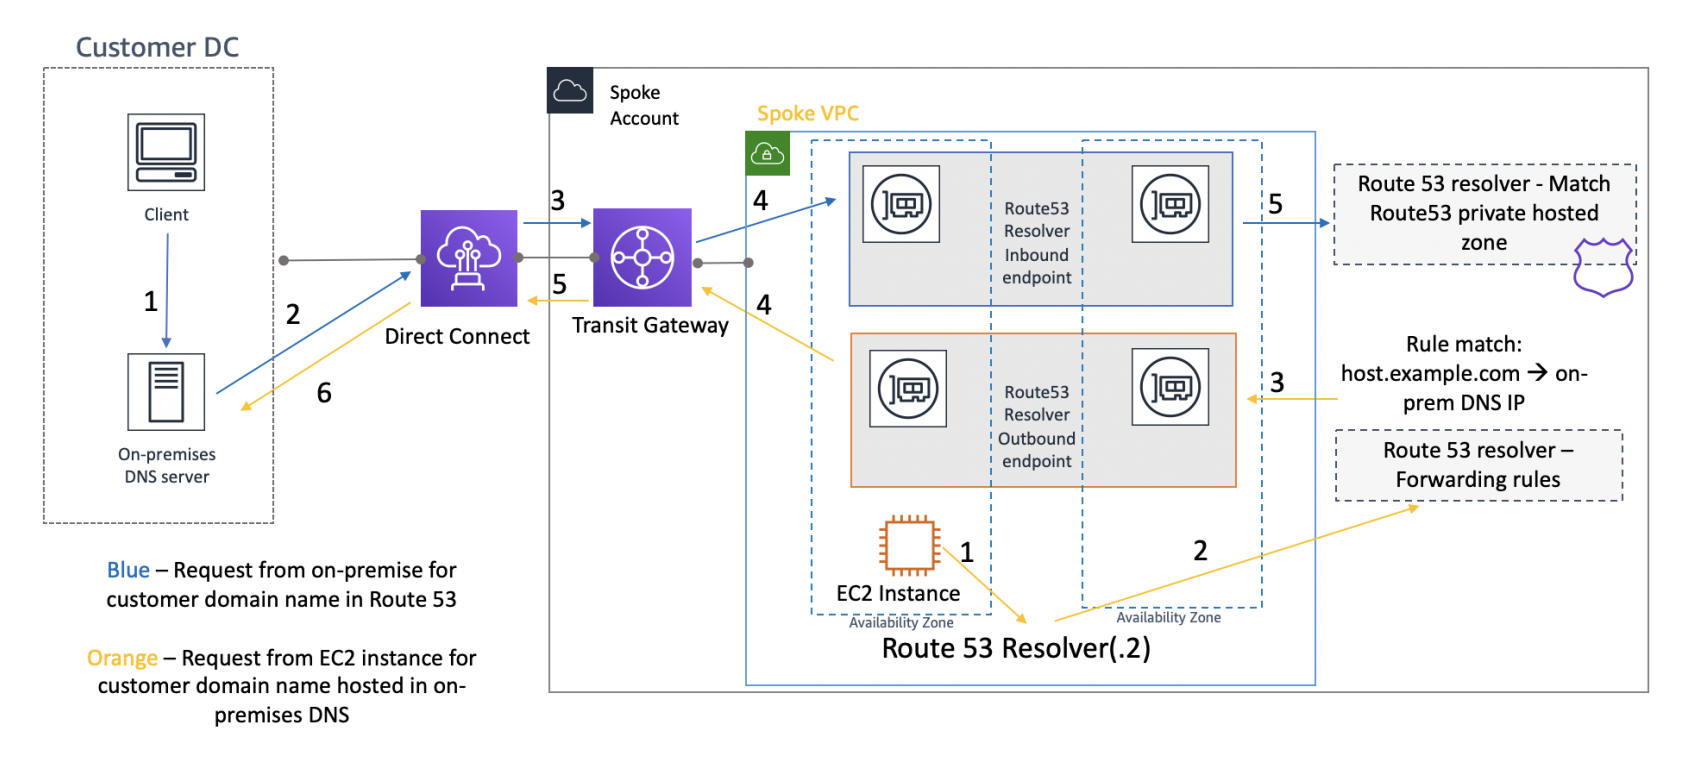 Customer DC
Client
1
2
6
On-premises
DNS server
Blue – Request from on-premise for
customer domain name in Route 53
Orange – Request from EC2 instance for
customer domain name hosted in on-
premises DNS
Direct Connect
3
5
Transit Gateway
4
4
Spoke
Account
Spoke VPC
Route53
Resolver
Inbound
endpoint
Route53
Resolver
Outbound
endpoint
EC2 Instance
1
Availability Zone
Availability Zone
Route 53 Resolver(.2)
2
5
Route 53 resolver - Match
Route53 private hosted
zone
3
Rule match:
host.example.com → on-
prem DNS IP
Route 53 resolver –
Forwarding rules